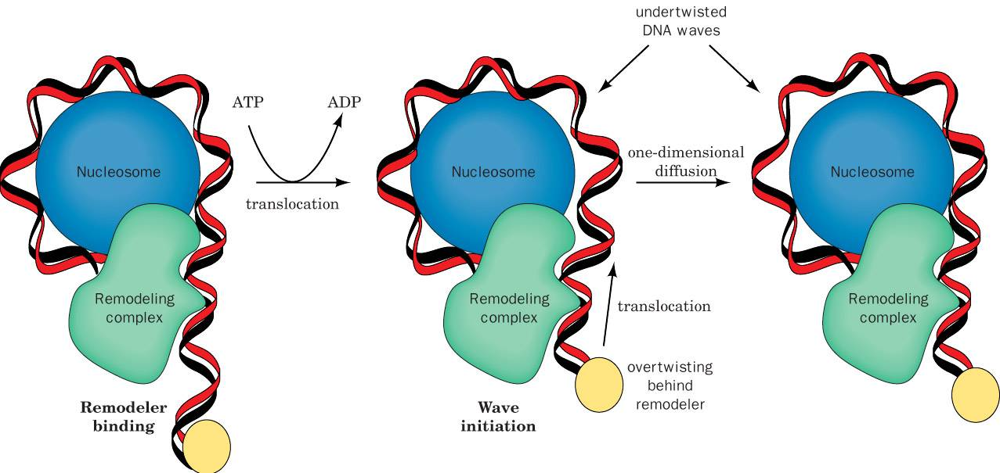 undertwisted
DNA waves
ATP
ADP
translocation
one-dimensional
diffusion
Nucleosome
Nucleosome
Nucleosome
Remodeling
complex
Remodeling
complex
Remodeling
complex
translocation
overtwisting
behind
remodeler
Remodeler
binding
Wave
initiation